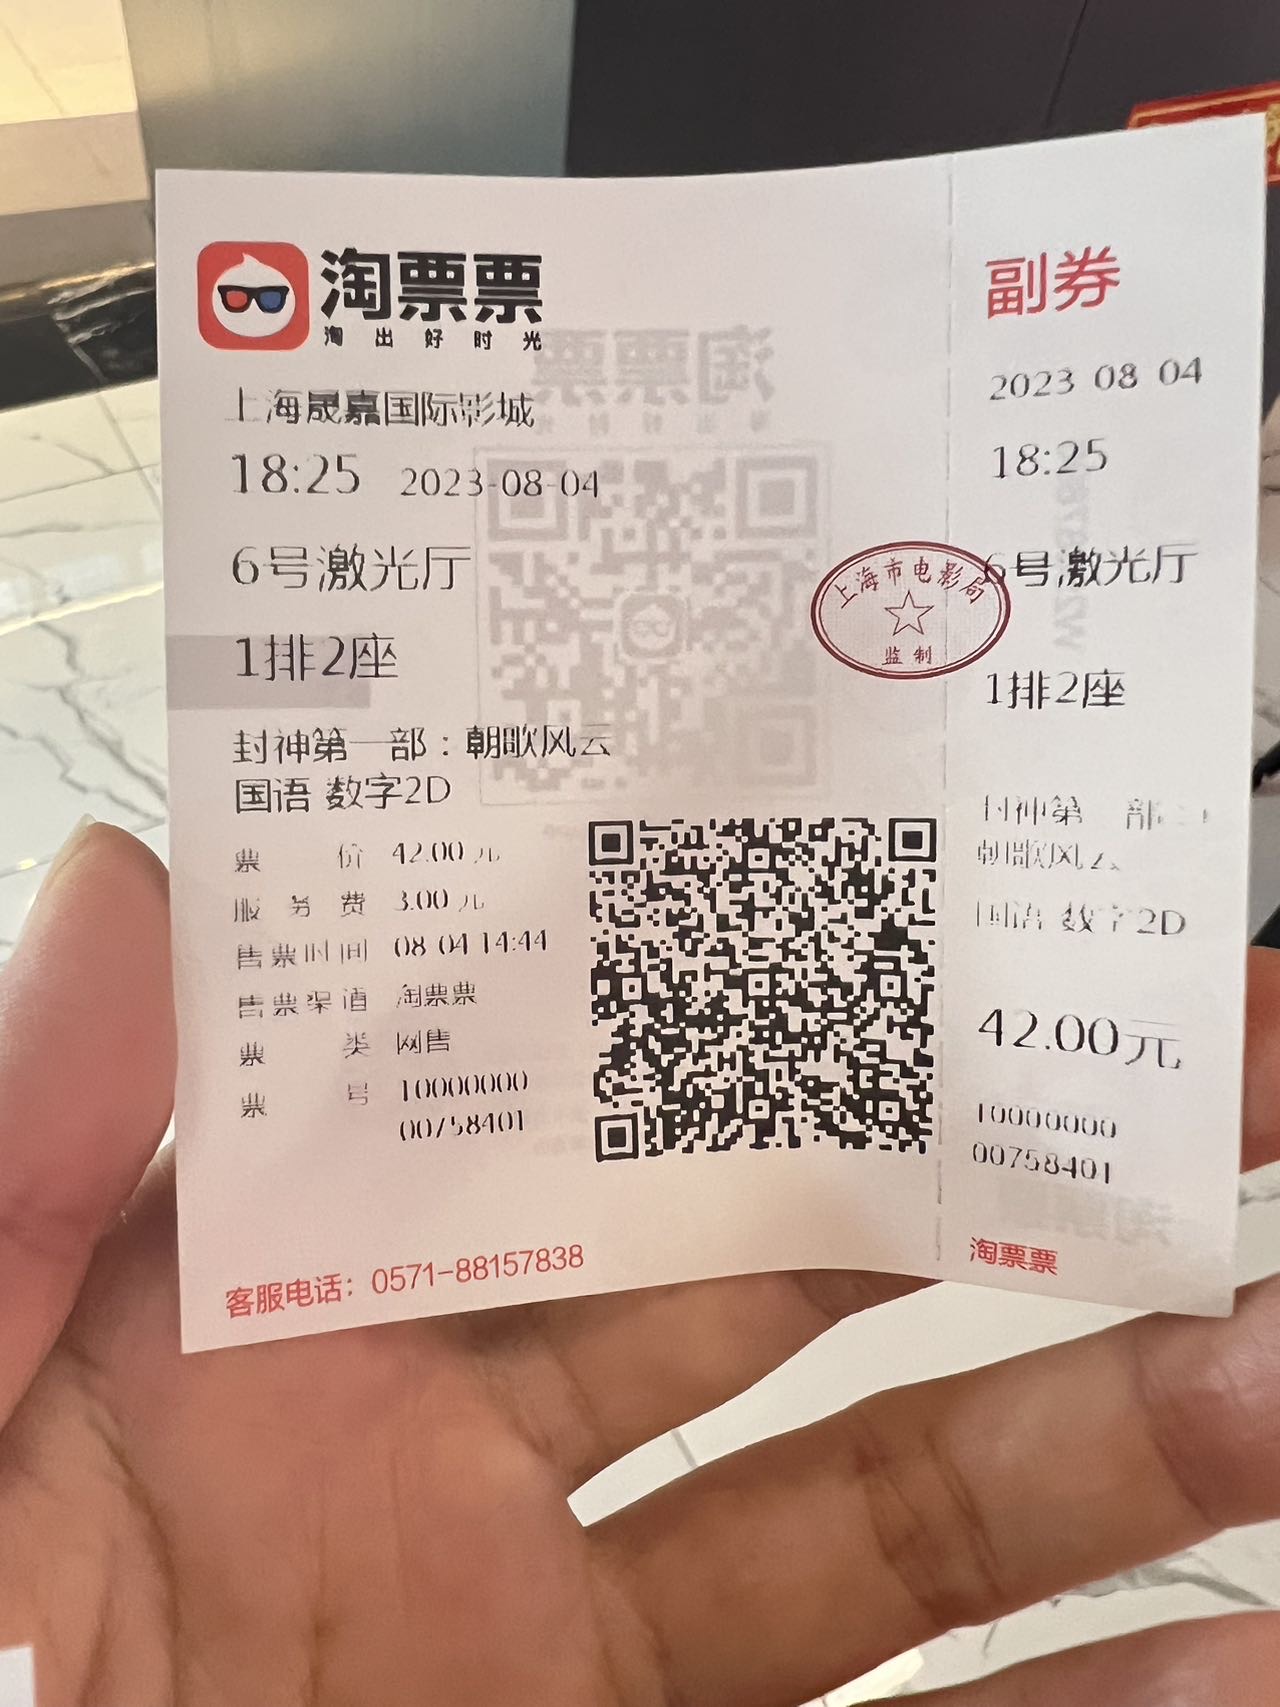 淘票票
淘出好时光
上海晟嘉国际影城
18:25 2023-08-04
6号激光厅
1排2座
封神第一部：朝歌风云
国语 数字2D
票价 42.00元
服务费 3.00元
售票时间 08-04 14:44
售票渠道 淘票票
票类 网售
票号 10000000
00758401
客服电话：0571-88157838
上海市电影局
监制
副券
2023 08 04
18:25
6号激光厅
1排2座
封神第一部：
朝歌风云
国语 数字2D
42.00元
10000000
00758401
淘票票